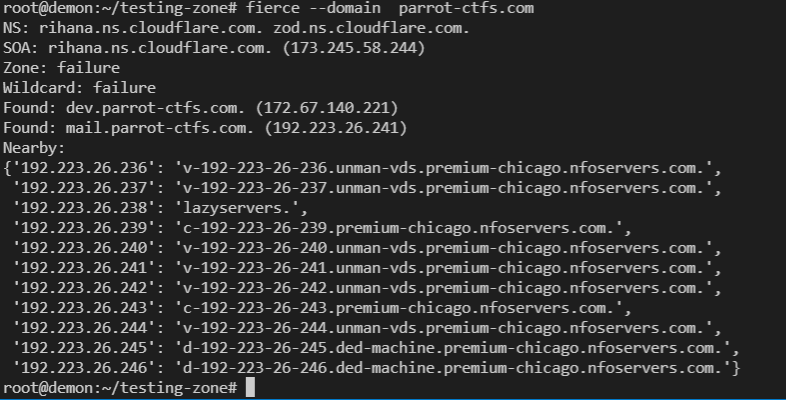 root@demon:~/testing-zone# fierce --domain  parrot-ctfs.com
NS: rihana.ns.cloudflare.com. zod.ns.cloudflare.com.
SOA: rihana.ns.cloudflare.com. (173.245.58.244)
Zone: failure
Wildcard: failure
Found: dev.parrot-ctfs.com. (172.67.140.221)
Found: mail.parrot-ctfs.com. (192.223.26.241)
Nearby:
{'192.223.26.236': 'v-192-223-26-236.unman-vds.premium-chicago.nfoservers.com.',
 '192.223.26.237': 'v-192-223-26-237.unman-vds.premium-chicago.nfoservers.com.',
 '192.223.26.238': 'lazyservers.',
 '192.223.26.239': 'c-192-223-26-239.premium-chicago.nfoservers.com.',
 '192.223.26.240': 'v-192-223-26-240.unman-vds.premium-chicago.nfoservers.com.',
 '192.223.26.241': 'v-192-223-26-241.unman-vds.premium-chicago.nfoservers.com.',
 '192.223.26.242': 'v-192-223-26-242.unman-vds.premium-chicago.nfoservers.com.',
 '192.223.26.243': 'c-192-223-26-243.premium-chicago.nfoservers.com.',
 '192.223.26.244': 'v-192-223-26-244.unman-vds.premium-chicago.nfoservers.com.',
 '192.223.26.245': 'd-192-223-26-245.ded-machine.premium-chicago.nfoservers.com.',
 '192.223.26.246': 'd-192-223-26-246.ded-machine.premium-chicago.nfoservers.com.'}
root@demon:~/testing-zone#